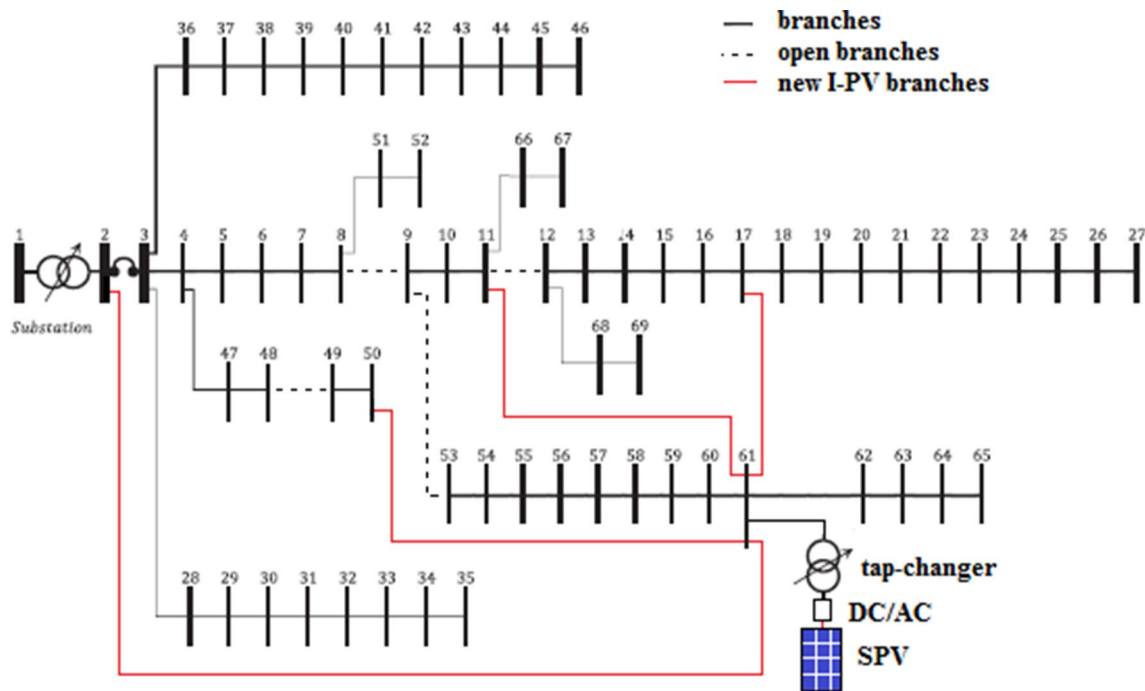 branches
open branches
new I-PV branches
36 37 38 39 40 41 42 43 44 45 46
51 52 66 67
1 2 3 4 5 6 7 8 9 10 11 12 13 14 15 16 17 18 19 20 21 22 23 24 25 26 27
Substation
68 69
47 48 49 50
53 54 55 56 57 58 59 60 61 62 63 64 65
tap-changer
28 29 30 31 32 33 34 35
DC/AC
SPV